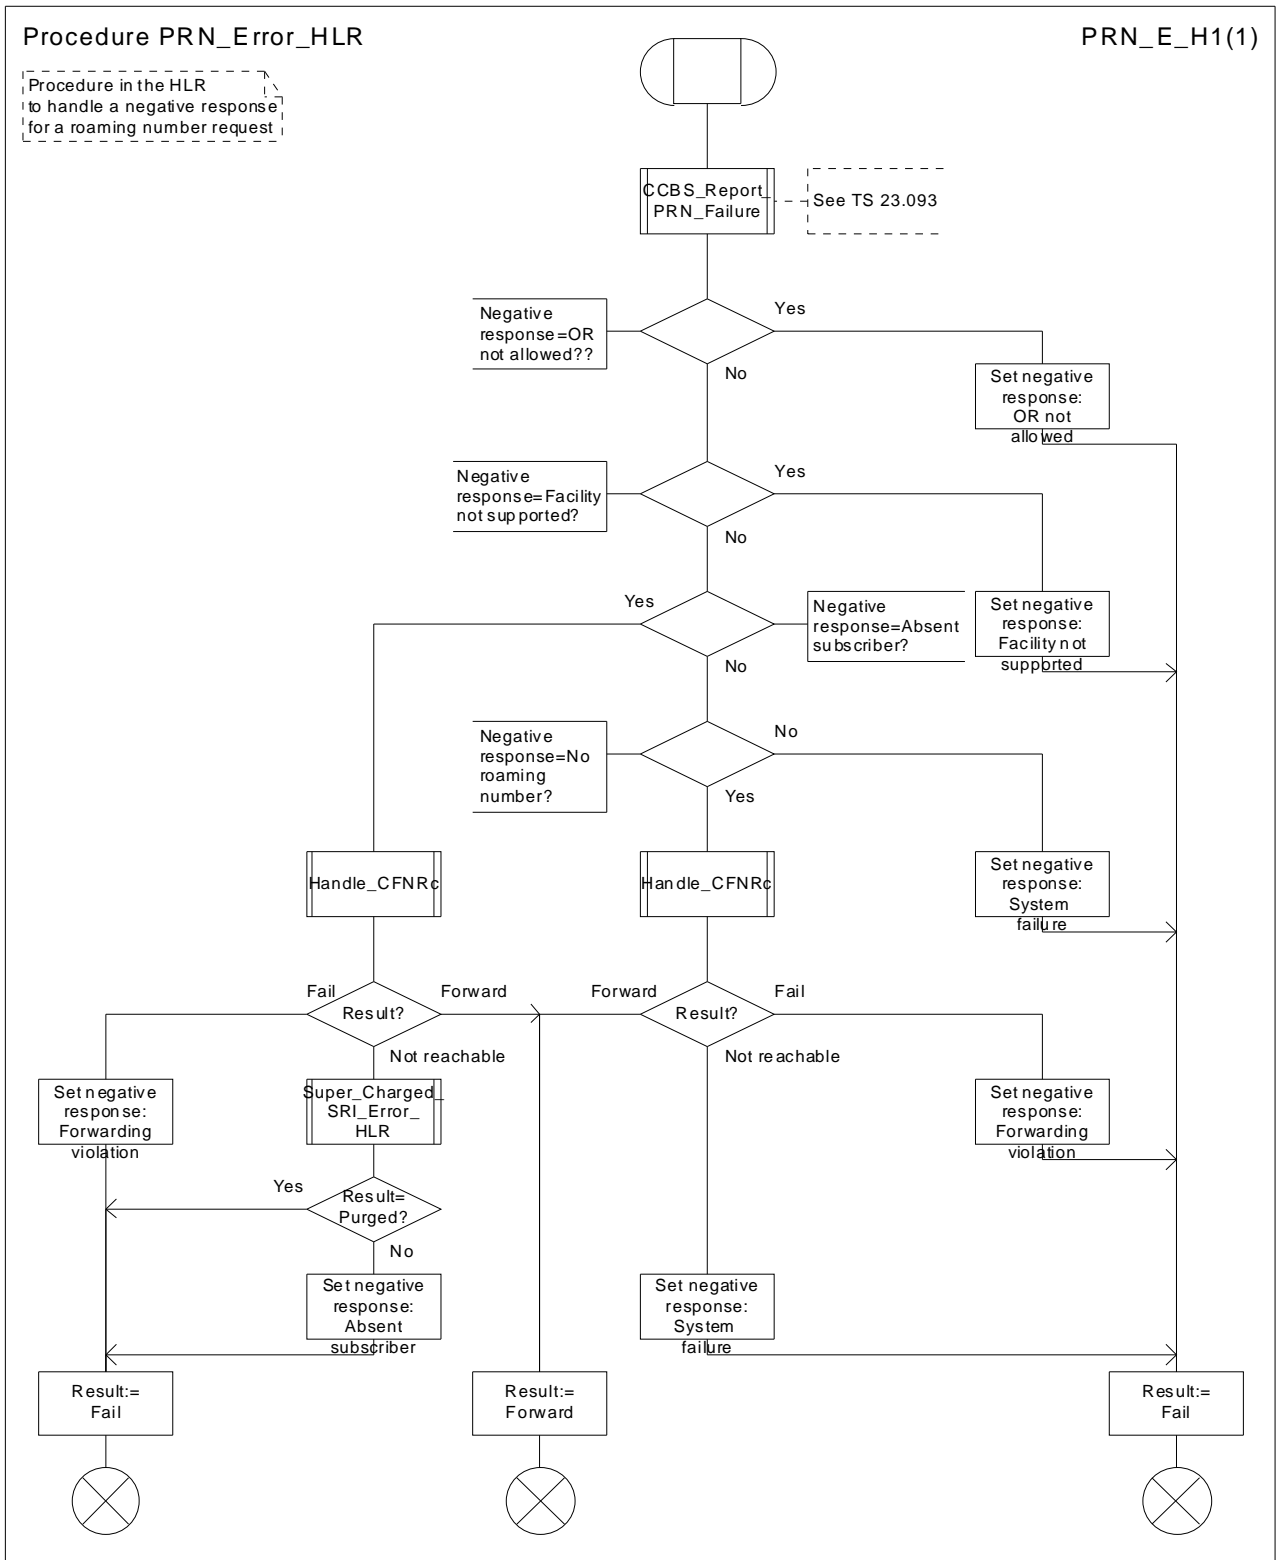 Procedure PRN_Error_HLR
PRN_E_H1(1)
Procedure in the HLR
to handle a negative response
for a roaming number request
CCBS_Report_
PRN_Failure
See TS 23.093
Negative
response=OR
not allowed??
Yes
No
Set negative
response:
OR not
allowed
Negative
response=Facility
not supported?
Yes
No
Yes
Negative
response=Absent
subscriber?
No
Set negative
response:
Facility not
supported
Negative
response=No
roaming
number?
No
Yes
Handle_CFNRc
Handle_CFNRc
Set negative
response:
System
failure
Fail
Result?
Forward
Not reachable
Forward
Result?
Fail
Not reachable
Set negative
response:
Forwarding
violation
Super_Charged_
SRI_Error_
HLR
Set negative
response:
Forwarding
violation
Yes
Result=
Purged?
No
Set negative
response:
Absent
subscriber
Set negative
response:
System
failure
Result:=
Fail
Result:=
Forward
Result:=
Fail